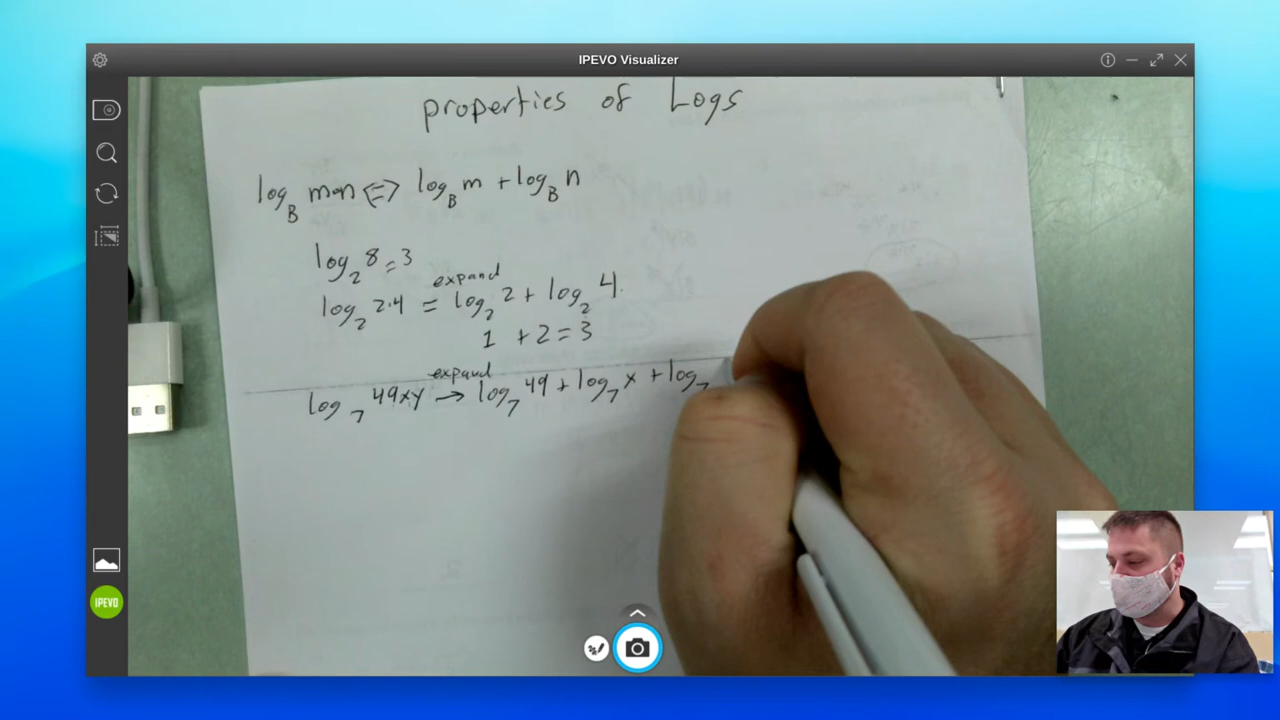 IPEVO Visualizer
properties of Logs
log_B m•n <=> log_B m + log_B n
log_2 8 = 3
expand
log_2 2•4 = log_2 2 + log_2 4.
1 + 2 = 3
expand
log_7 49xy → log_7 49 + log_7 x + log_7
IPEVO